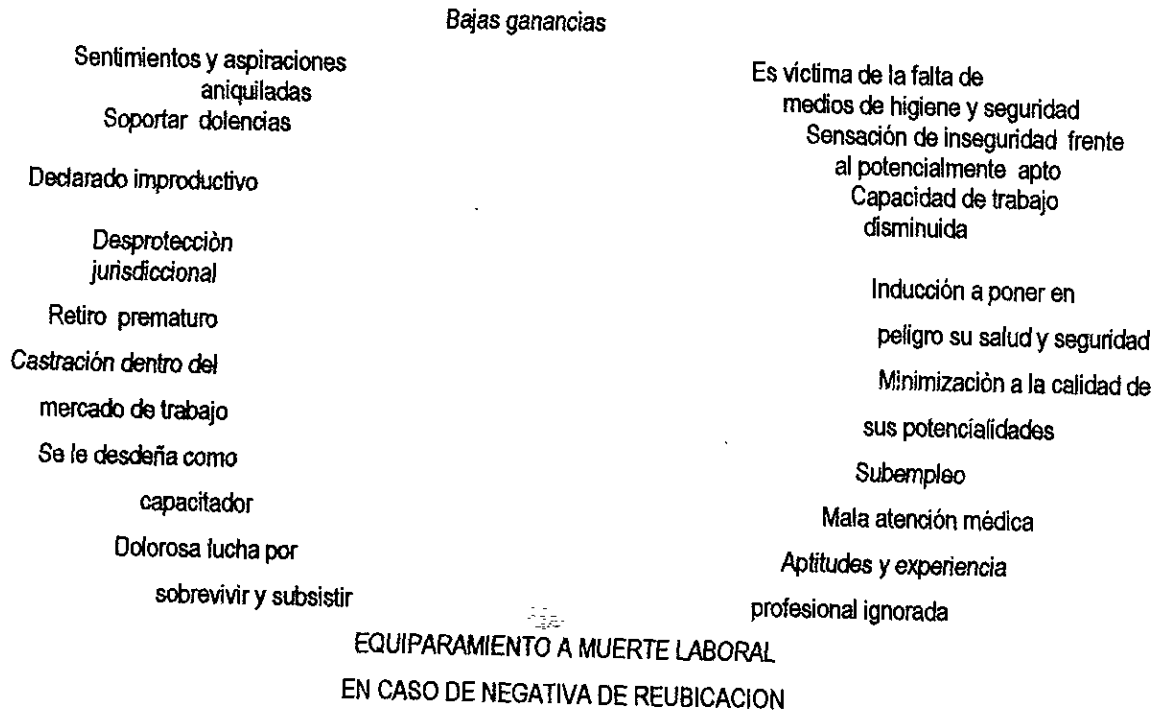 Bajas ganancias
Sentimientos y aspiraciones
aniquiladas
Soportar dolencias
Declarado improductivo
Desprotecciòn
jurisdiccional
Retiro prematuro
Castración dentro del
mercado de trabajo
Se le desdeña como
capacitador
Dolorosa lucha por
sobrevivir y subsistir
Es víctima de la falta de
medios de higiene y seguridad
Sensación de inseguridad frente
al potencialmente apto
Capacidad de trabajo
disminuida
Inducción a poner en
peligro su salud y seguridad
Minimizaciòn a la calidad de
sus potencialidades
Subempleo
Mala atención médica
Aptitudes y experiencia
profesional ignorada
EQUIPARAMIENTO A MUERTE LABORAL
EN CASO DE NEGATIVA DE REUBICACION